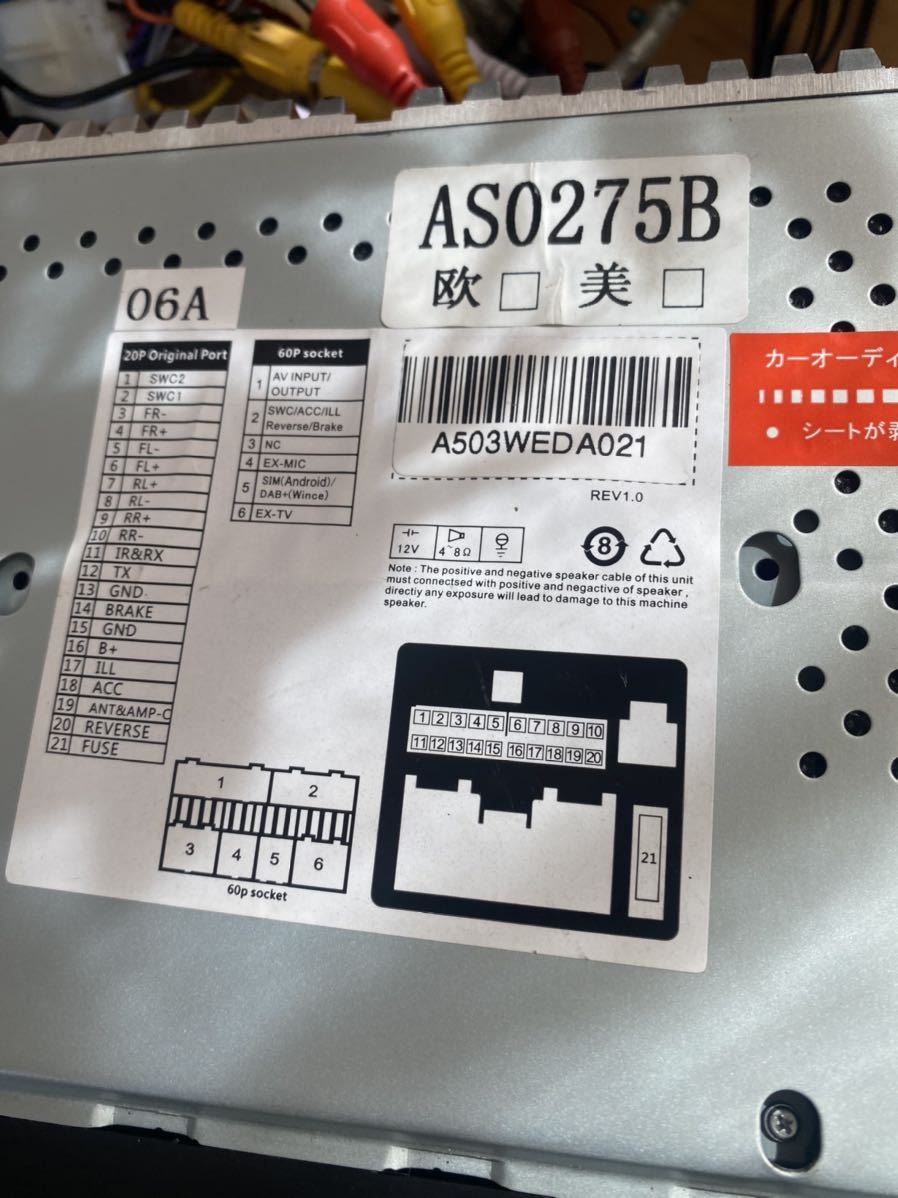 AS0275B
欧 □ 美 □
06A
20P Original Port
1 SWC2
2 SWC1
3 FR-
4 FR+
5 FL-
6 FL+
7 RL+
8 RL-
9 RR+
10 RR-
11 IR&RX
12 TX
13 GND
14 BRAKE
15 GND
16 B+
17 ILL
18 ACC
19 ANT&AMP-C
20 REVERSE
21 FUSE
60P socket
1 AV INPUT/
OUTPUT
2 SWC/ACC/ILL
Reverse/Brake
3 NC
4 EX-MIC
5 SIM(Android)/
DAB+(Wince)
6 EX-TV
A503WEDA021
REV1.0
カーオーディ
● シートが剥
12V 4~8Ω
8
Note : The positive and negative speaker cable of this unit
must connectsed with positive and negactive of speaker ,
directiy any exposure will lead to damage to this machine
speaker.
1 2 3 4 5 6 7 8 9 10
11 12 13 14 15 16 17 18 19 20
21
1 2
3 4 5 6
60p socket